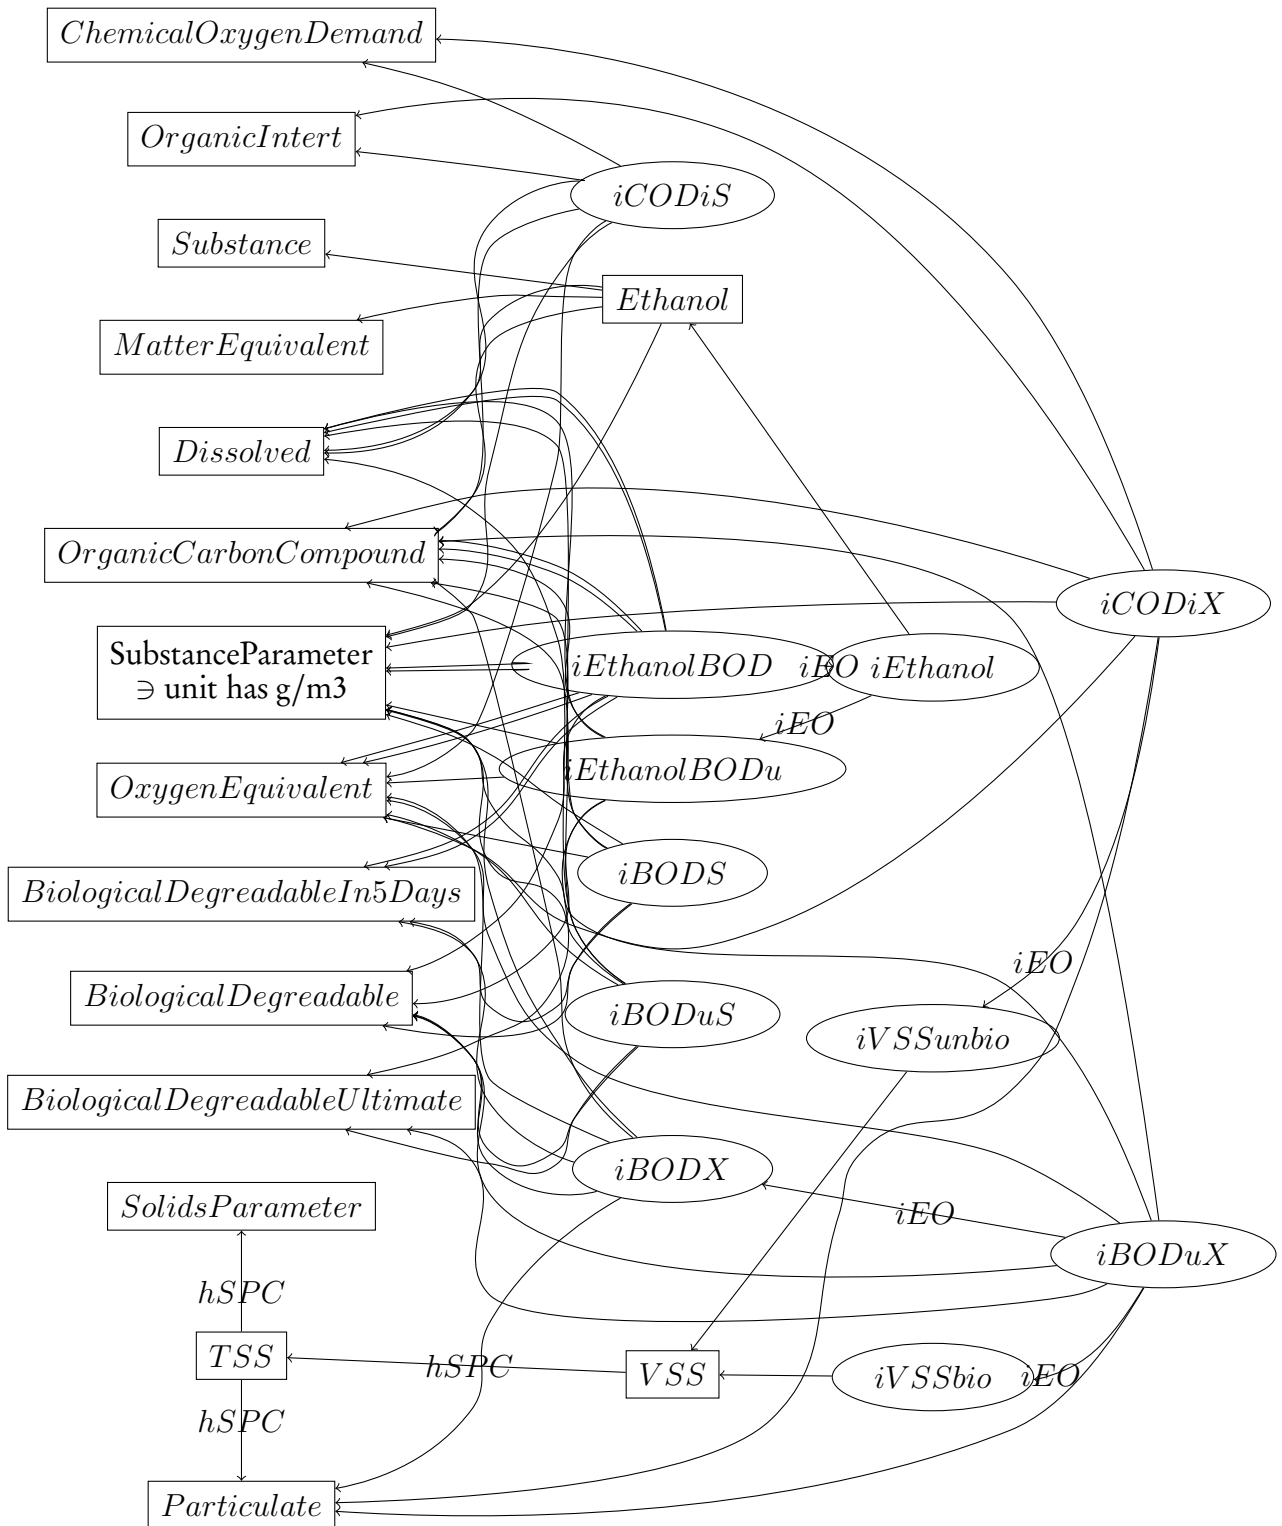 ChemicalOxygenDemand
OrganicIntert
iCODiS
Substance
Ethanol
MatterEquivalent
Dissolved
OrganicCarbonCompound
iCODiX
SubstanceParameter
∋ unit has g/m3
iEthanolBOD
iEO
iEthanol
iEO
iEthanolBODu
OxygenEquivalent
iBODS
BiologicalDegreadableIn5Days
iEO
BiologicalDegreadable
iBODuS
iVSSunbio
BiologicalDegreadableUltimate
iBODX
SolidsParameter
iEO
iBODuX
hSPC
TSS
hSPC
VSS
iVSSbio
iEO
hSPC
Particulate